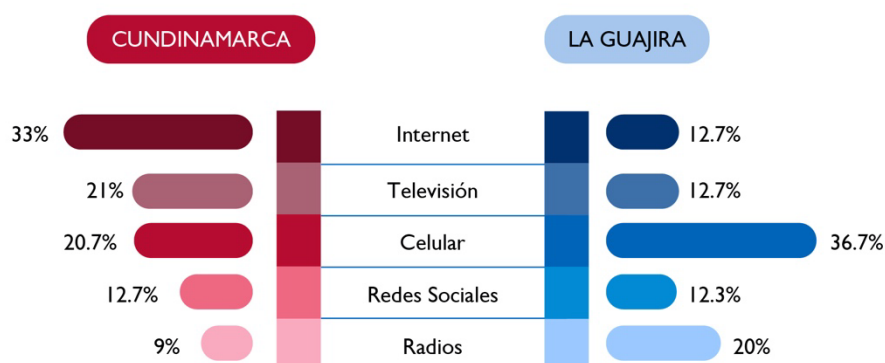 CUNDINAMARCA LA GUAJIRA
33% Internet 12.7%
21% Televisión 12.7%
20.7% Celular 36.7%
12.7% Redes Sociales 12.3%
9% Radios 20%